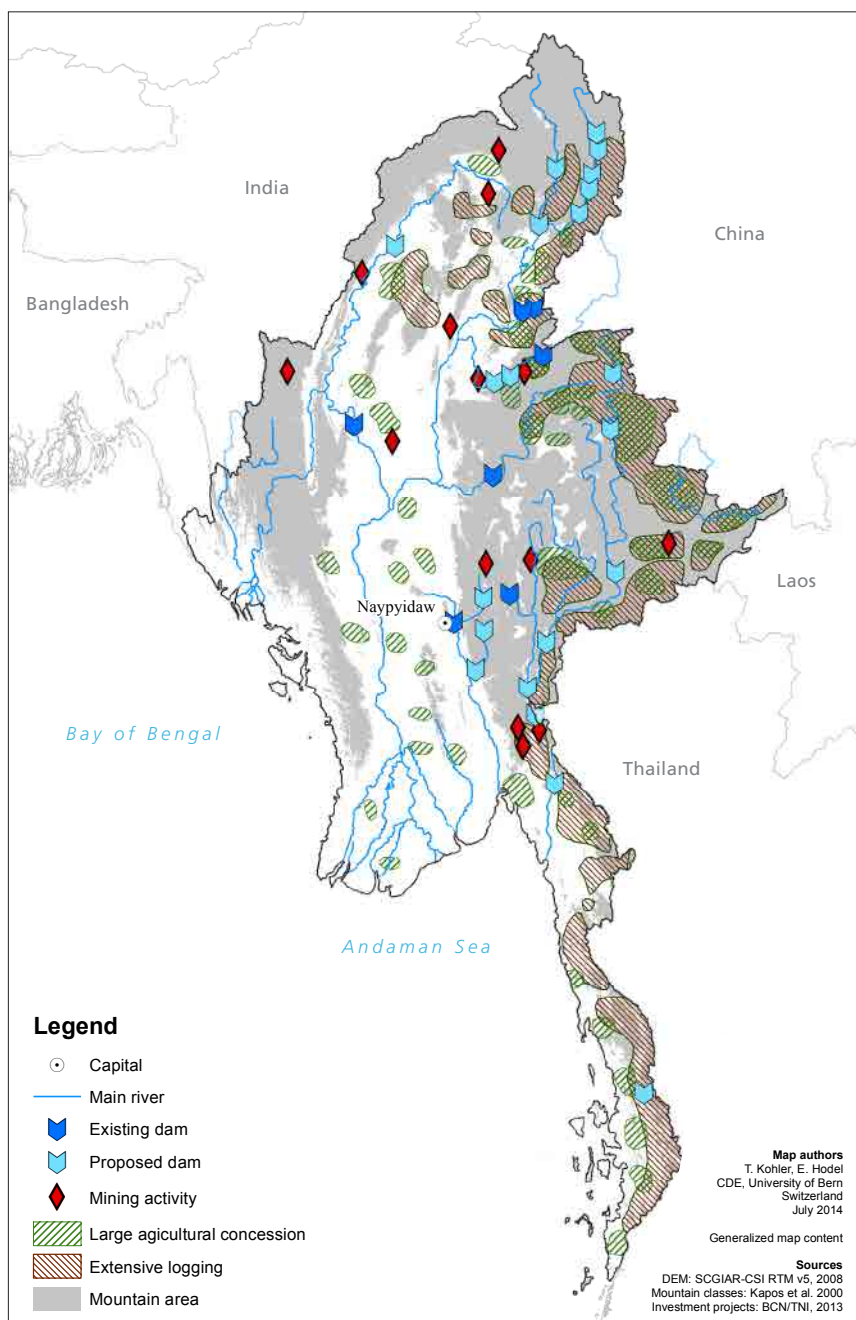 India
China
Bangladesh
Laos
Naypyidaw
Bay of Bengal
Thailand
Andaman Sea
Legend
Capital
Main river
Existing dam
Proposed dam
Mining activity
Large agicultural concession
Extensive logging
Mountain area
Map authors
T. Kohler, E. Hodel
CDE, University of Bern
Switzerland
July 2014
Generalized map content
Sources
DEM: SCGIAR-CSI RTM v5, 2008
Mountain classes: Kapos et al. 2000
Investment projects: BCN/TNI, 2013